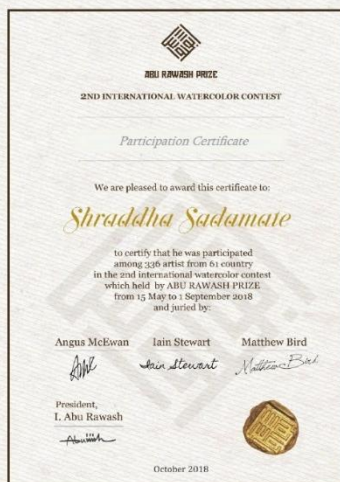 ABU RAWASH PRIZE
2ND INTERNATIONAL WATERCOLOR CONTEST
Participation Certificate
We are pleased to award this certificate to:
Shraddha Sadamate
to certify that he was participated
among 336 artist from 61 country
in the 2nd international watercolor contest
which held by ABU RAWASH PRIZE
from 15 May to 1 September 2018
and juried by:
Angus McEwan Iain Stewart Matthew Bird
Iain Stewart Matthew Bird
President,
I. Abu Rawash
October 2018